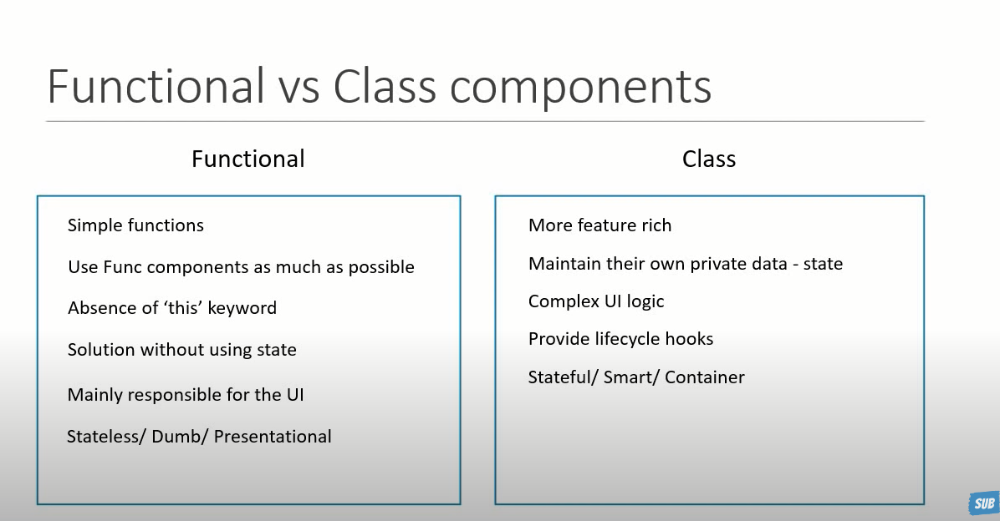 Functional vs Class components
Functional
Simple functions
Use Func components as much as possible
Absence of ‘this’ keyword
Solution without using state
Mainly responsible for the UI
Stateless/ Dumb/ Presentational
Class
More feature rich
Maintain their own private data - state
Complex UI logic
Provide lifecycle hooks
Stateful/ Smart/ Container
SUB